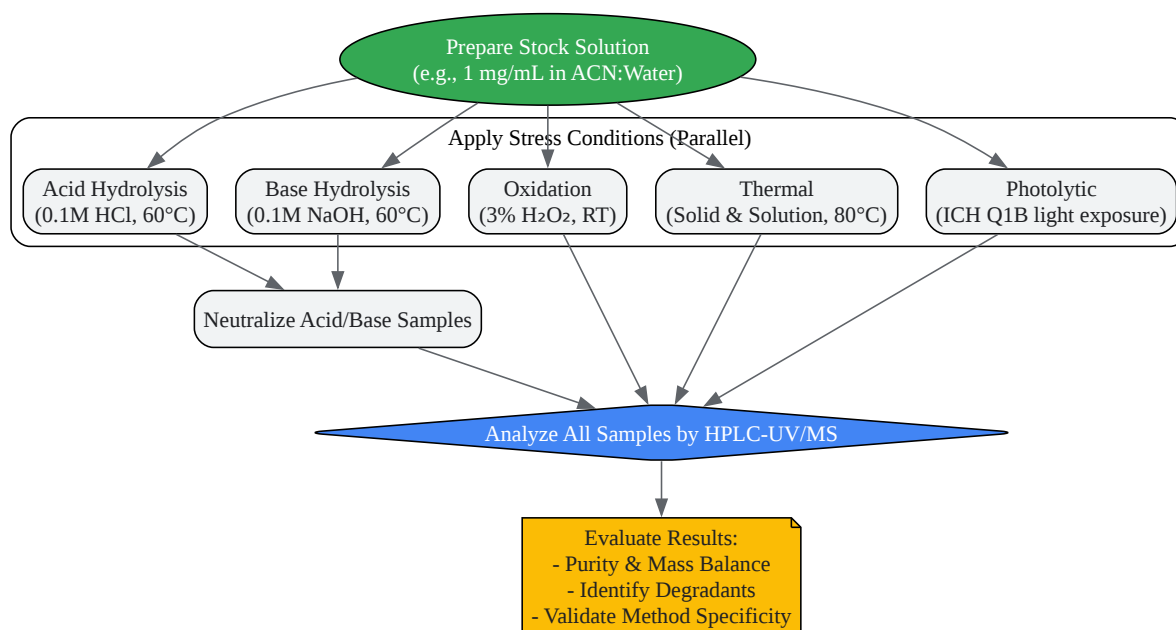 Prepare Stock Solution
(e.g., 1 mg/mL in ACN:Water)
Apply Stress Conditions (Parallel)
Acid Hydrolysis
(0.1M HCl, 60°C)
Base Hydrolysis
(0.1M NaOH, 60°C)
Oxidation
(3% H₂O₂, RT)
Thermal
(Solid & Solution, 80°C)
Photolytic
(ICH Q1B light exposure)
Neutralize Acid/Base Samples
Analyze All Samples by HPLC-UV/MS
Evaluate Results:
- Purity & Mass Balance
- Identify Degradants
- Validate Method Specificity